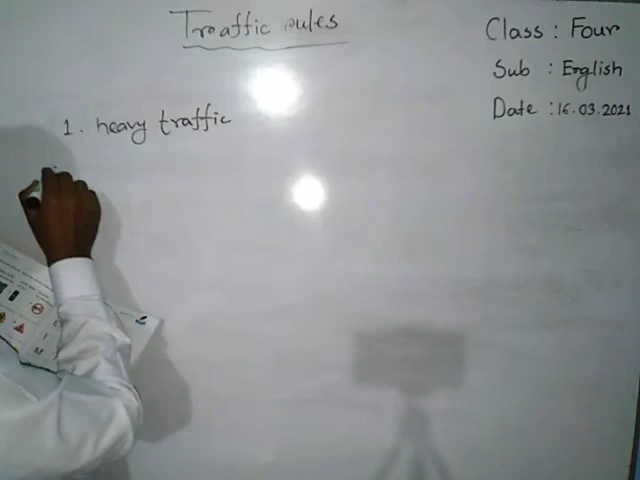 Traffic rules
Class : Four
Sub : English
Date : 16.03.2021
1. heavy traffic